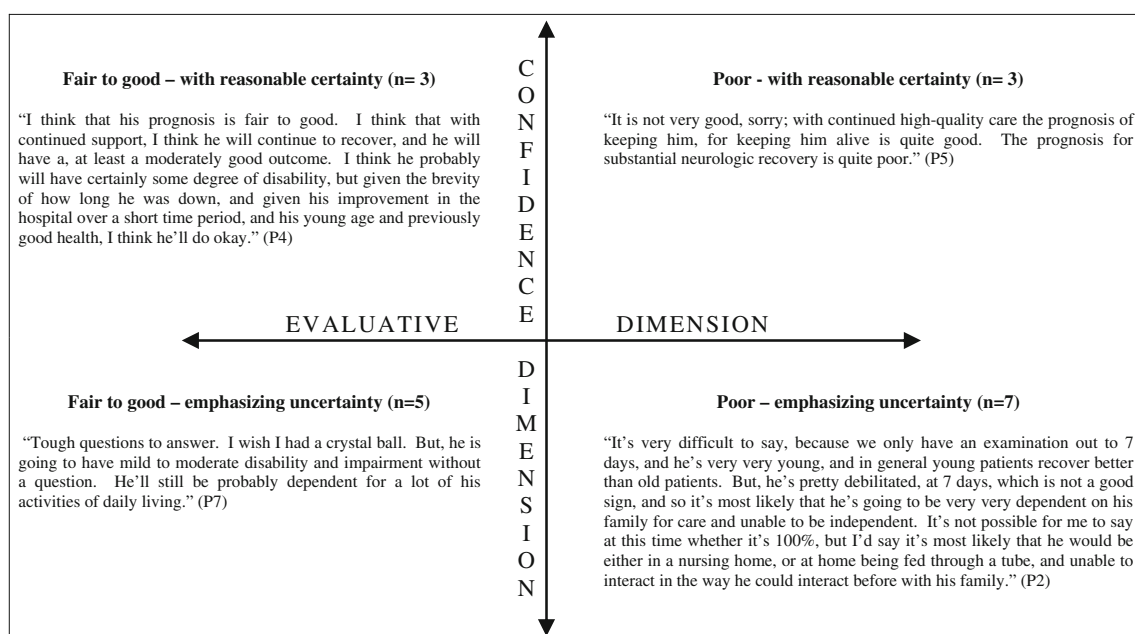 Fair to good – with reasonable certainty (n= 3)
“I think that his prognosis is fair to good. I think that with
continued support, I think he will continue to recover, and he will
have a, at least a moderately good outcome. I think he probably
will have certainly some degree of disability, but given the brevity
of how long he was down, and given his improvement in the
hospital over a short time period, and his young age and previously
good health, I think he’ll do okay.” (P4)
Poor - with reasonable certainty (n= 3)
“It is not very good, sorry; with continued high-quality care the prognosis of
keeping him, for keeping him alive is quite good. The prognosis for
substantial neurologic recovery is quite poor.” (P5)
CONFIDENCE
EVALUATIVE DIMENSION
DIMENSION
Fair to good – emphasizing uncertainty (n=5)
“Tough questions to answer. I wish I had a crystal ball. But, he is
going to have mild to moderate disability and impairment without
a question. He’ll still be probably dependent for a lot of his
activities of daily living.” (P7)
Poor – emphasizing uncertainty (n=7)
“It’s very difficult to say, because we only have an examination out to 7
days, and he’s very very young, and in general young patients recover better
than old patients. But, he’s pretty debilitated, at 7 days, which is not a good
sign, and so it’s most likely that he’s going to be very very dependent on his
family for care and unable to be independent. It’s not possible for me to say
at this time whether it’s 100%, but I’d say it’s most likely that he would be
either in a nursing home, or at home being fed through a tube, and unable to
interact in the way he could interact before with his family.” (P2)